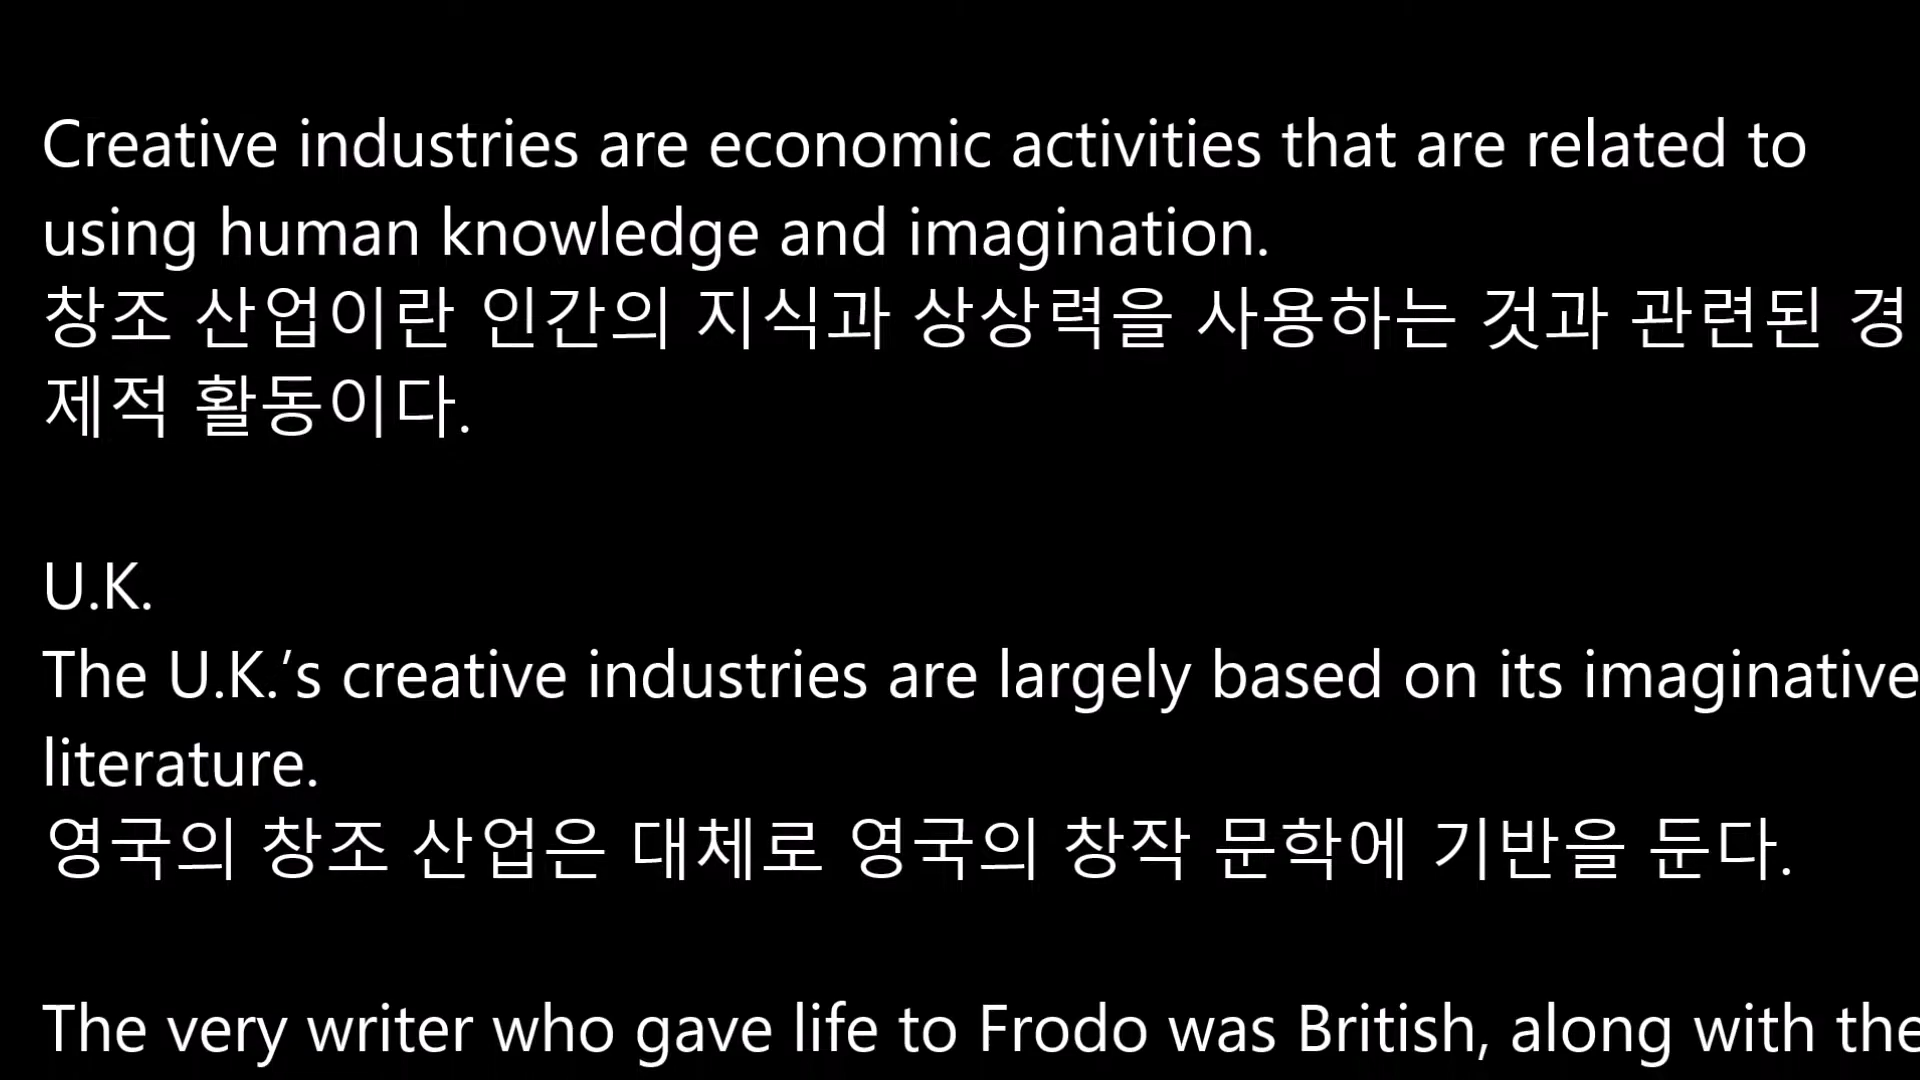 Creative industries are economic activities that are related to
using human knowledge and imagination.
창조 산업이란 인간의 지식과 상상력을 사용하는 것과 관련된 경
제적 활동이다.
U.K.
The U.K.’s creative industries are largely based on its imaginative
literature.
영국의 창조 산업은 대체로 영국의 창작 문학에 기반을 둔다.
The very writer who gave life to Frodo was British, along with the